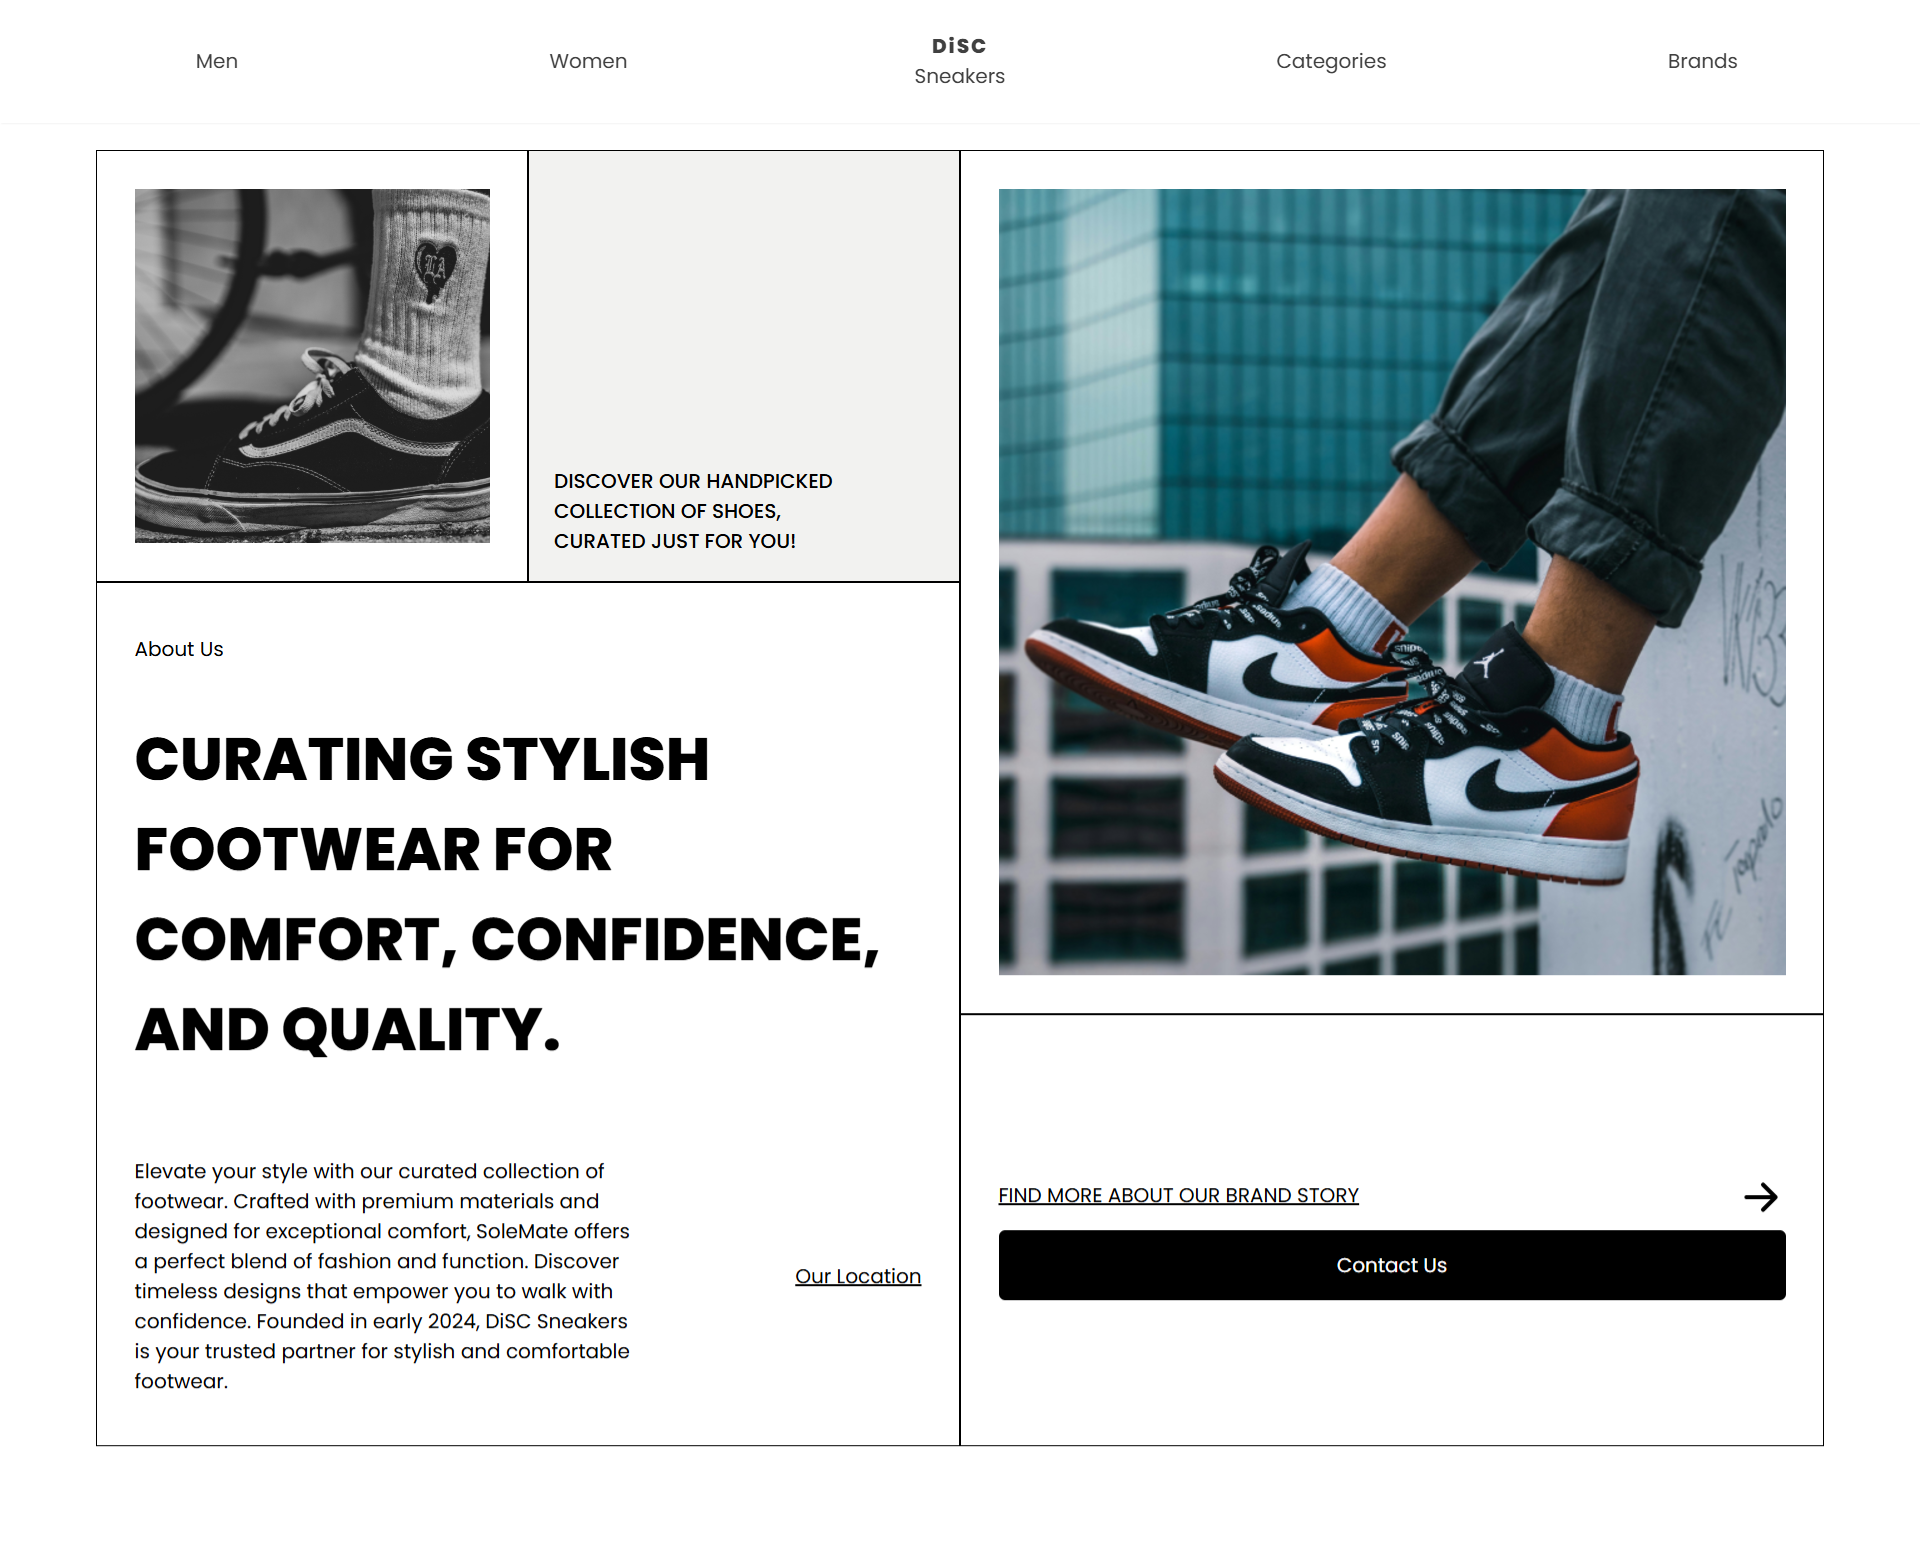 Men
Women
DiSC
Sneakers
Categories
Brands
LA
DISCOVER OUR HANDPICKED
COLLECTION OF SHOES,
CURATED JUST FOR YOU!
About Us
CURATING STYLISH
FOOTWEAR FOR
COMFORT, CONFIDENCE,
AND QUALITY.
Elevate your style with our curated collection of
footwear. Crafted with premium materials and
designed for exceptional comfort, SoleMate offers
a perfect blend of fashion and function. Discover
timeless designs that empower you to walk with
confidence. Founded in early 2024, DiSC Sneakers
is your trusted partner for stylish and comfortable
footwear.
Our Location
FIND MORE ABOUT OUR BRAND STORY
Contact Us